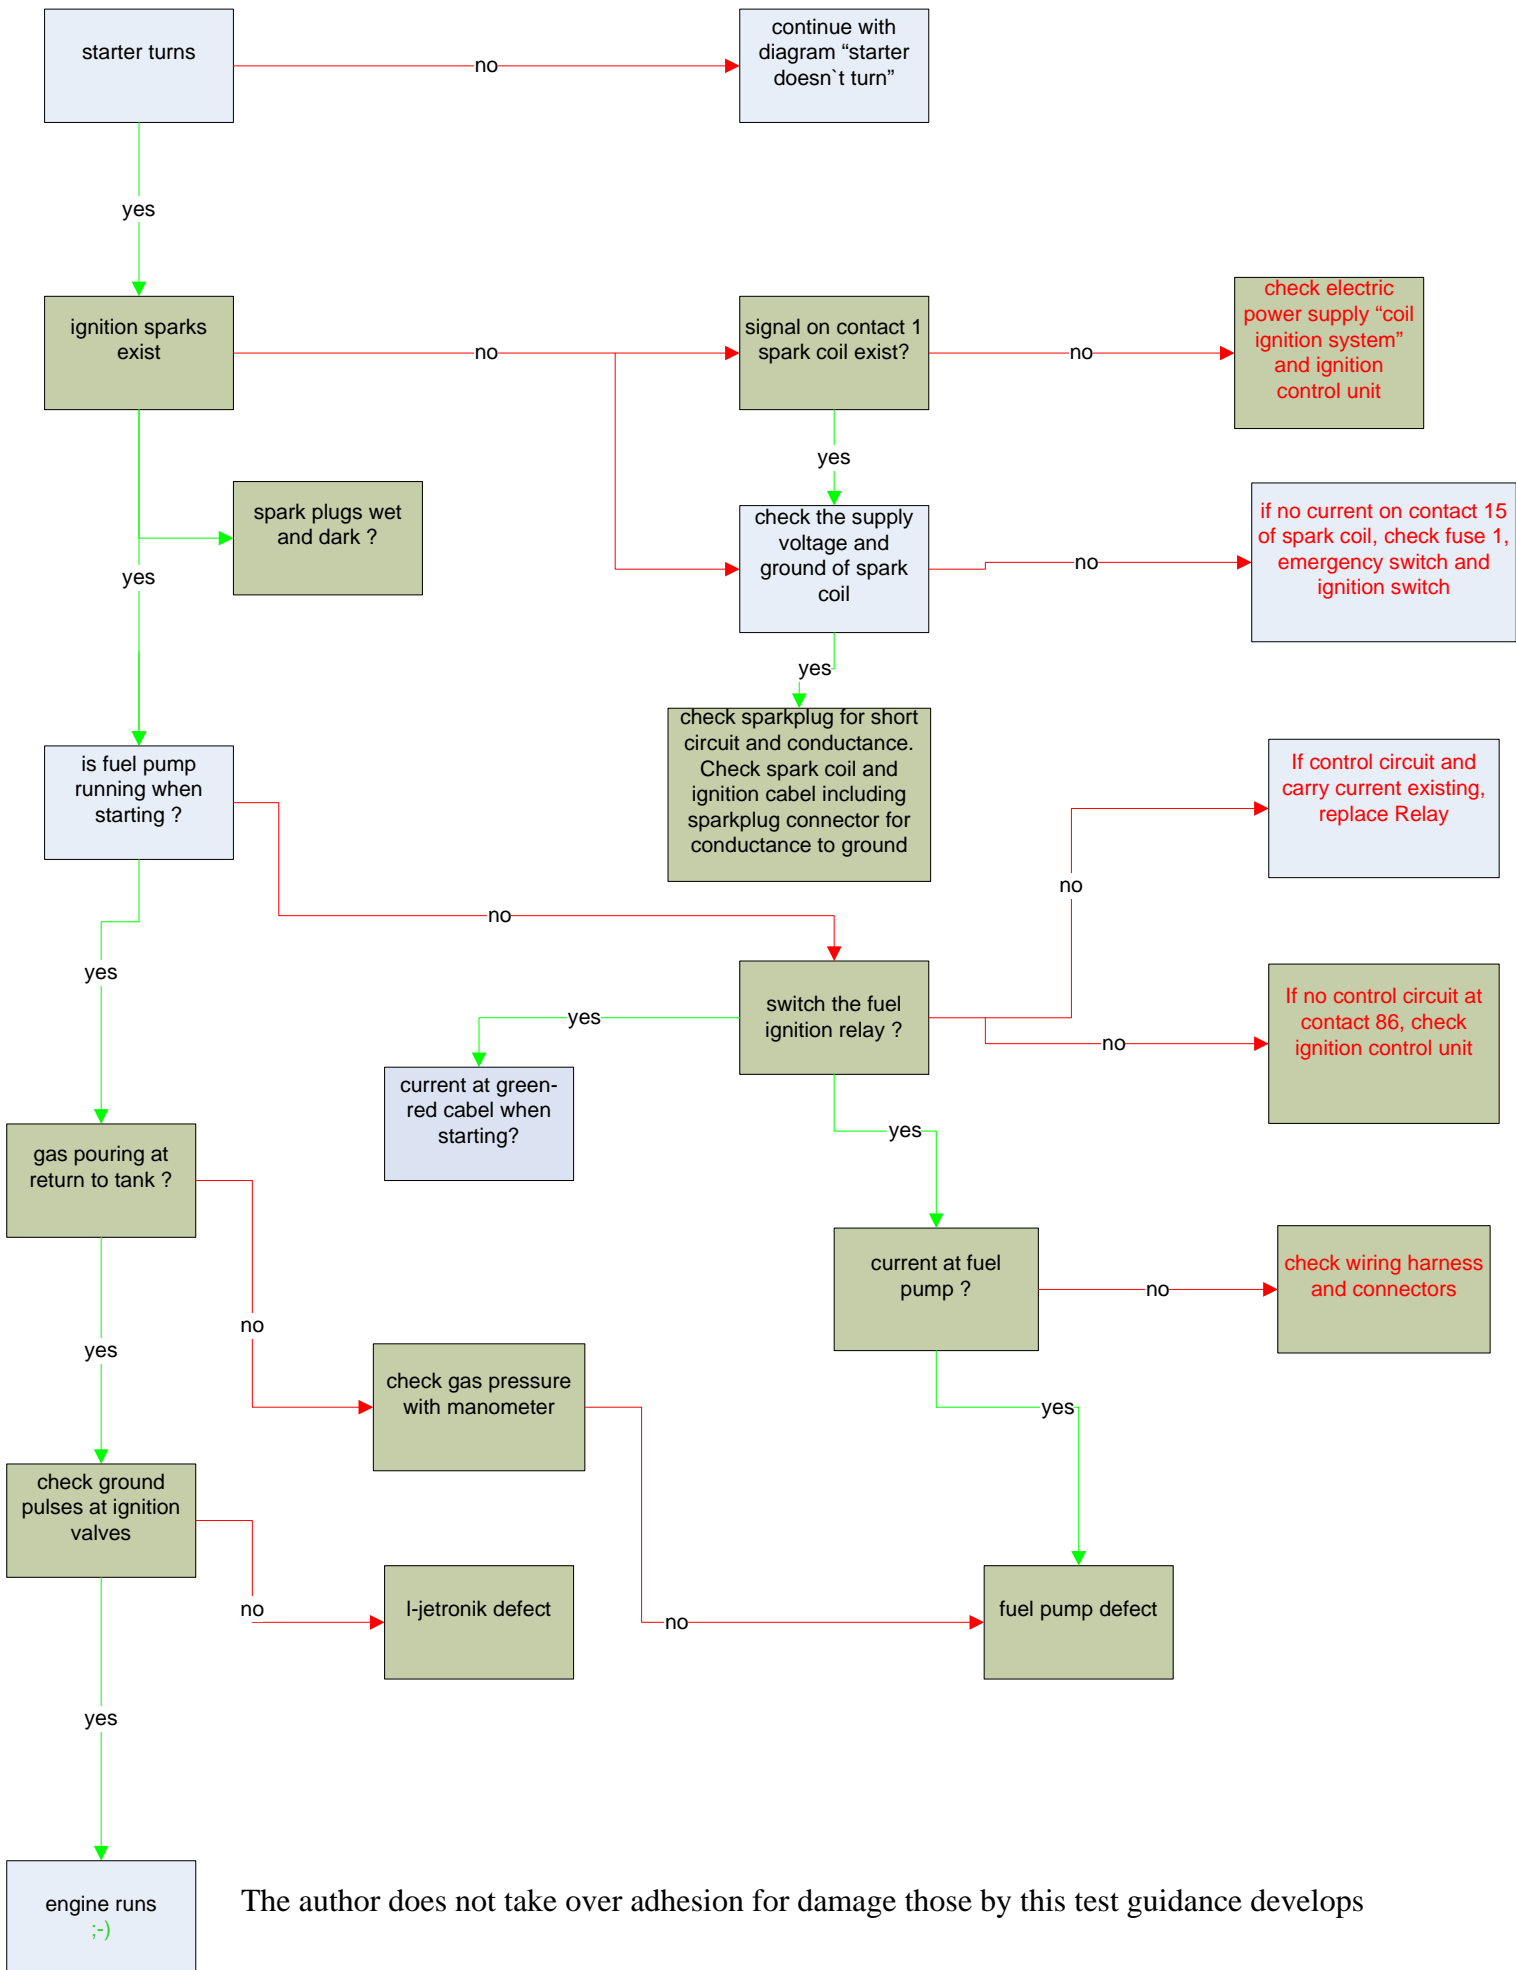 starter turns
no
continue with
diagram “starter
doesn`t turn”
yes
ignition sparks
exist
no
signal on contact 1
spark coil exist?
no
check electric
power supply “coil
ignition system”
and ignition
control unit
yes
spark plugs wet
and dark ?
yes
check the supply
voltage and
ground of spark
coil
no
if no current on contact 15
of spark coil, check fuse 1,
emergency switch and
ignition switch
yes
check sparkplug for short
circuit and conductance.
Check spark coil and
ignition cabel including
sparkplug connector for
conductance to ground
is fuel pump
running when
starting ?
no
If control circuit and
carry current existing,
replace Relay
no
yes
switch the fuel
ignition relay ?
no
If no control circuit at
contact 86, check
ignition control unit
yes
current at green-
red cabel when
starting?
yes
gas pouring at
return to tank ?
current at fuel
pump ?
no
check wiring harness
and connectors
no
yes
check gas pressure
with manometer
yes
check ground
pulses at ignition
valves
no
l-jetronik defect
no
fuel pump defect
yes
engine runs
;-)
The author does not take over adhesion for damage those by this test guidance develops